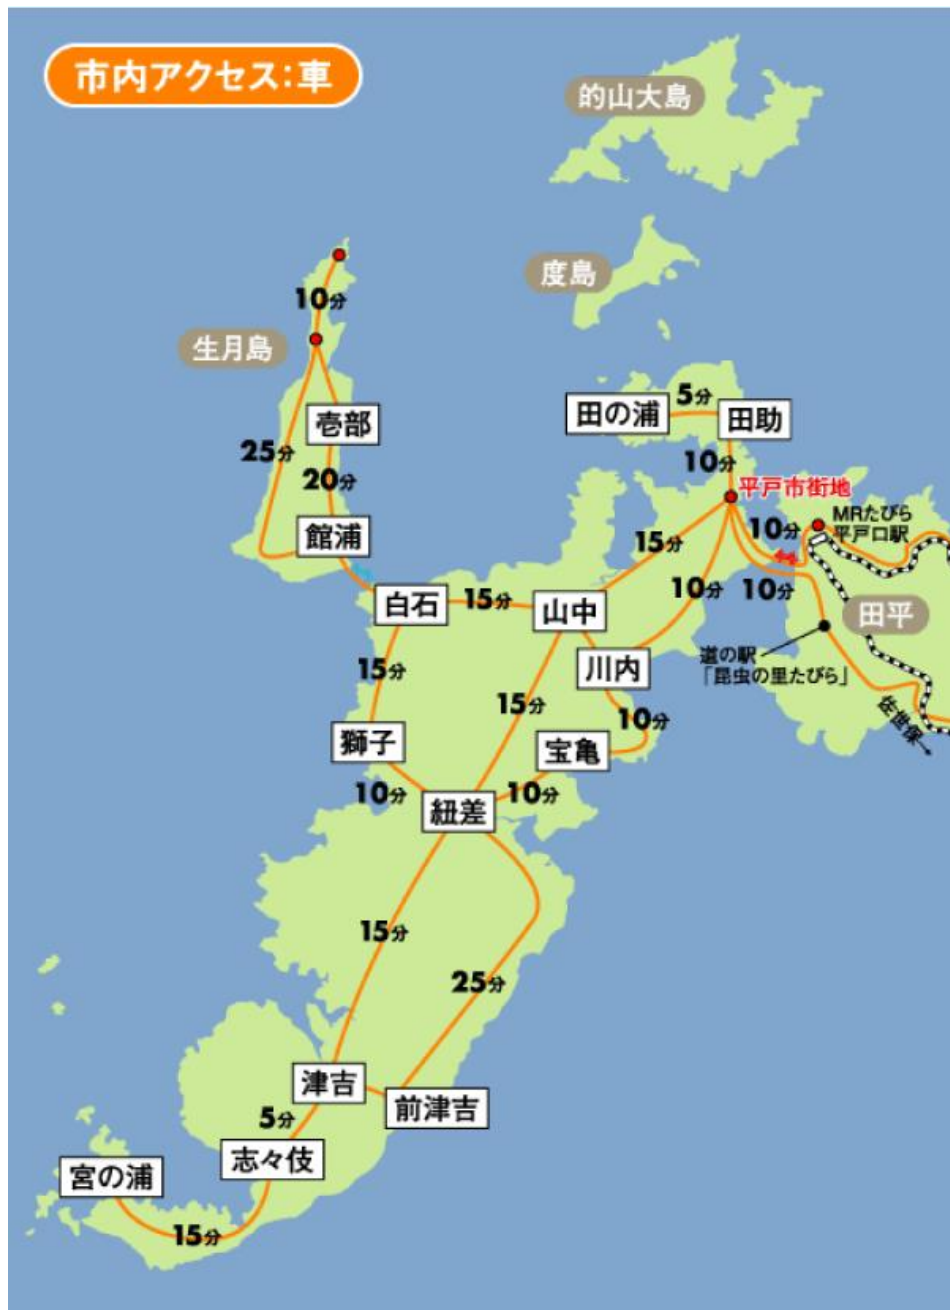 市内アクセス:車
的山大島
度島
10分
生月島
5分
田の浦
田助
壱部
25分
10分
20分
平戸市街地
MRたびら
平戸口駅
館浦
15分
10分
10分
10分
白石
15分
山中
田平
川内
道の駅
「昆虫の里たびら」
15分
15分
10分
佐世保→
獅子
宝亀
10分
紐差
10分
15分
25分
津吉
前津吉
5分
志々伎
宮の浦
15分